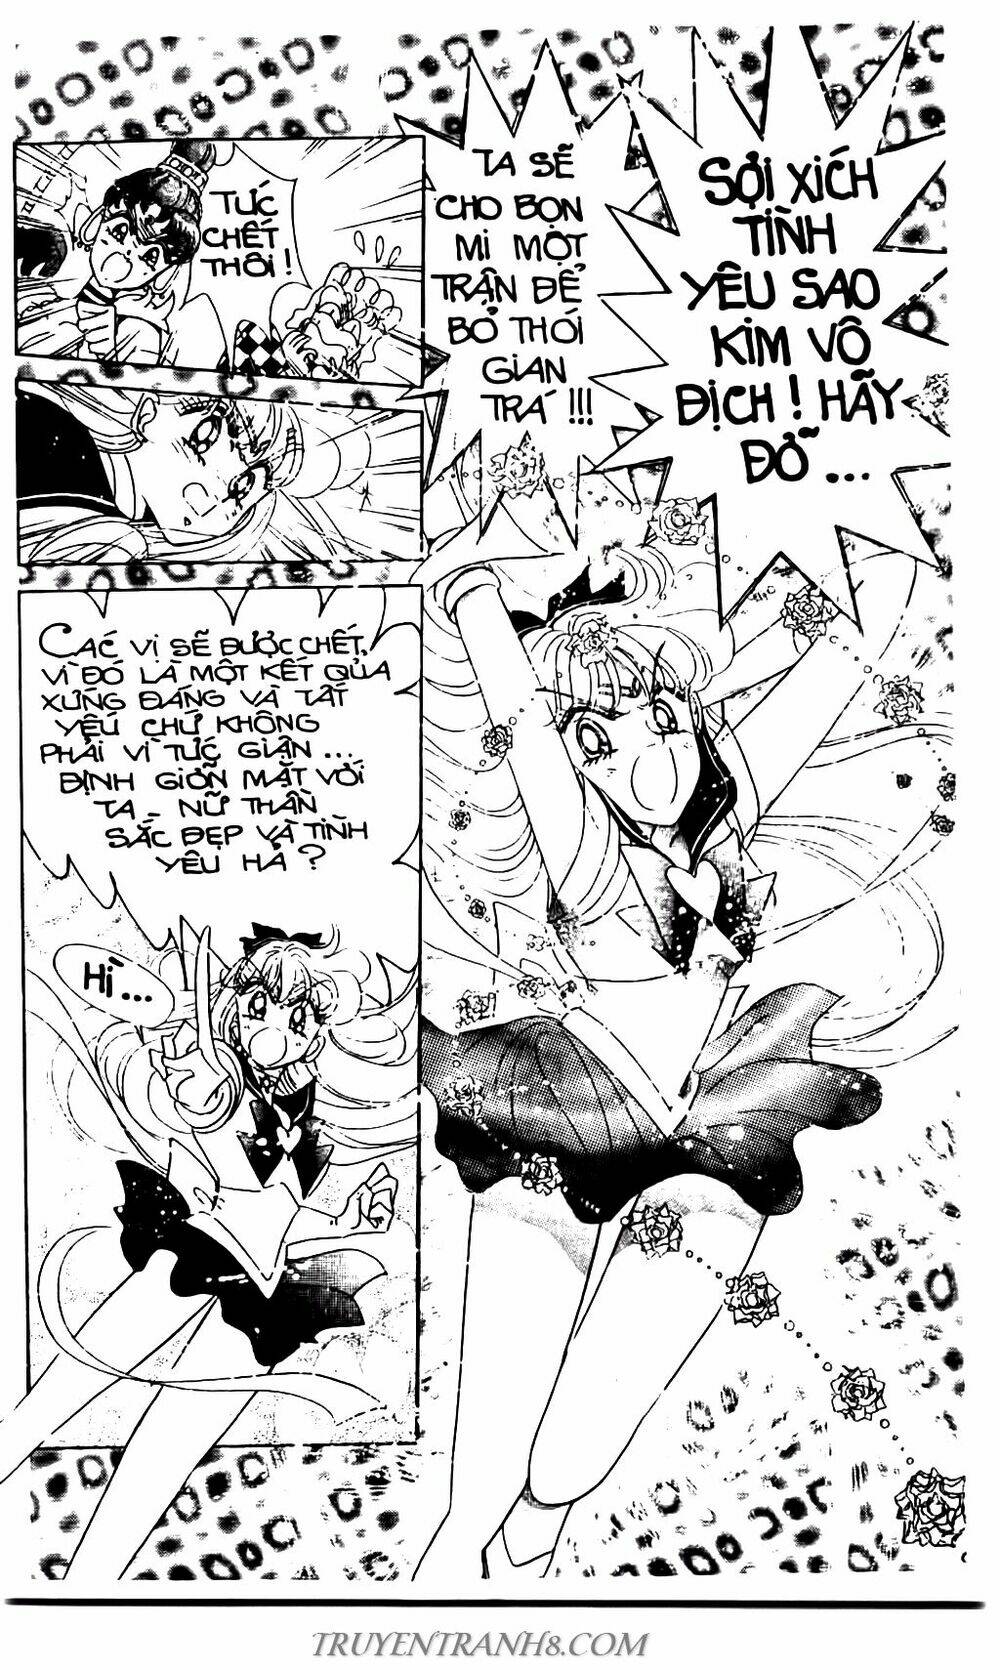 SỢI XÍCH
TÌNH
YÊU SAO
KIM VÔ
ĐỊCH! HÃY
ĐỖ...
TA SẼ
CHO BỌN
MI MỘT
TRẬN ĐỂ
BỎ THÓI
GIAN
TRÁ!!!
TỨC
CHẾT
THÔI!
CÁC VỊ SẼ ĐƯỢC CHẾT,
VÌ ĐÓ LÀ MỘT KẾT QỦA
XỨNG ĐÁNG VÀ TẤT
YẾU CHỨ KHÔNG
PHẢI VÌ TỨC GIẬN...
ĐỊNH GIỠN MẶT VỚI
TA NỮ THẦN
SẮC ĐẸP VÀ TÌNH
YÊU HẢ?
HÌ...
TRUYENTRANH8.COM